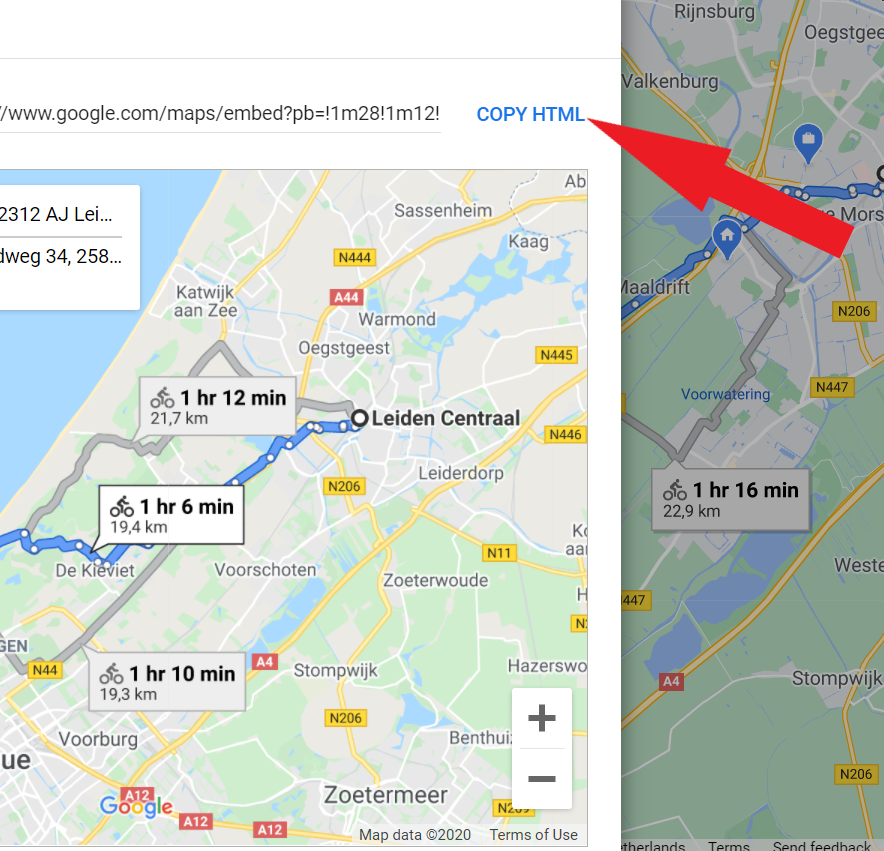 Rijnsburg
Oegstgee
Valkenburg
//www.google.com/maps/embed?pb=!1m28!1m12!
COPY HTML
2312 AJ Lei...
dweg 34, 258...
Ab
Sassenheim
Kaag
N444
A44
Katwijk
aan Zee
Warmond
Oegstgeest
N445
1 hr 12 min
21,7 km
Leiden Centraal
N446
Leiderdorp
N206
1 hr 6 min
19,4 km
De Kieviet
Voorschoten
N11
Zoeterwoude
GEN
N44
A4
1 hr 10 min
19,3 km
Stompwijk
Hazerswo
N206
Voorburg
Benthui
ue
Zoetermeer
A12
Google
A12
A12
N209
Map data ©2020
Terms of Use
e Mors
Maaldrift
N206
N447
Voorwatering
1 hr 16 min
22,9 km
Weste
447
A4
Stompwijk
N206
etherlands
Terms
Send feedback